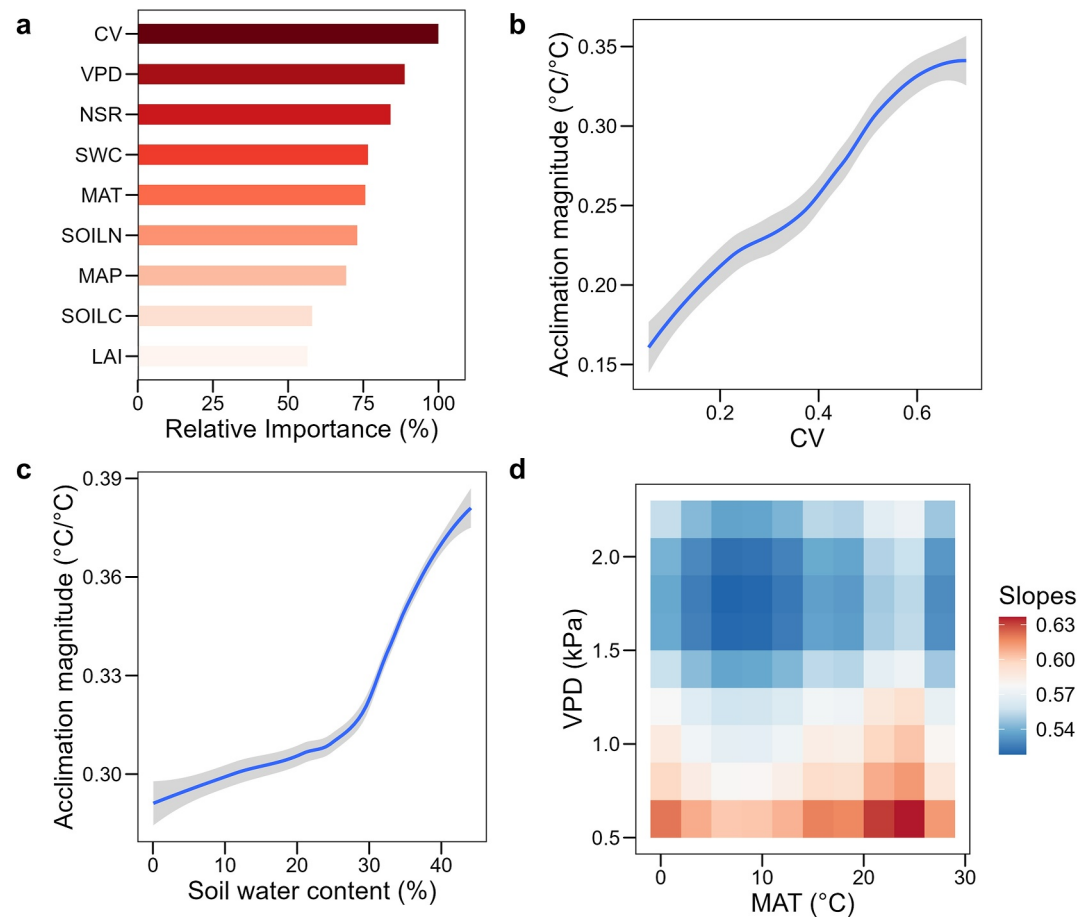 a
CV
VPD
NSR
SWC
MAT
SOILN
MAP
SOILC
LAI
0 25 50 75 100
Relative Importance (%)
b
Acclimation magnitude (°C/°C)
0.35
0.30
0.25
0.20
0.15
0.2 0.4 0.6
CV
c
Acclimation magnitude (°C/°C)
0.39
0.36
0.33
0.30
0 10 20 30 40
Soil water content (%)
d
VPD (kPa)
2.0
1.5
1.0
0.5
0 10 20 30
MAT (°C)
Slopes
0.63
0.60
0.57
0.54